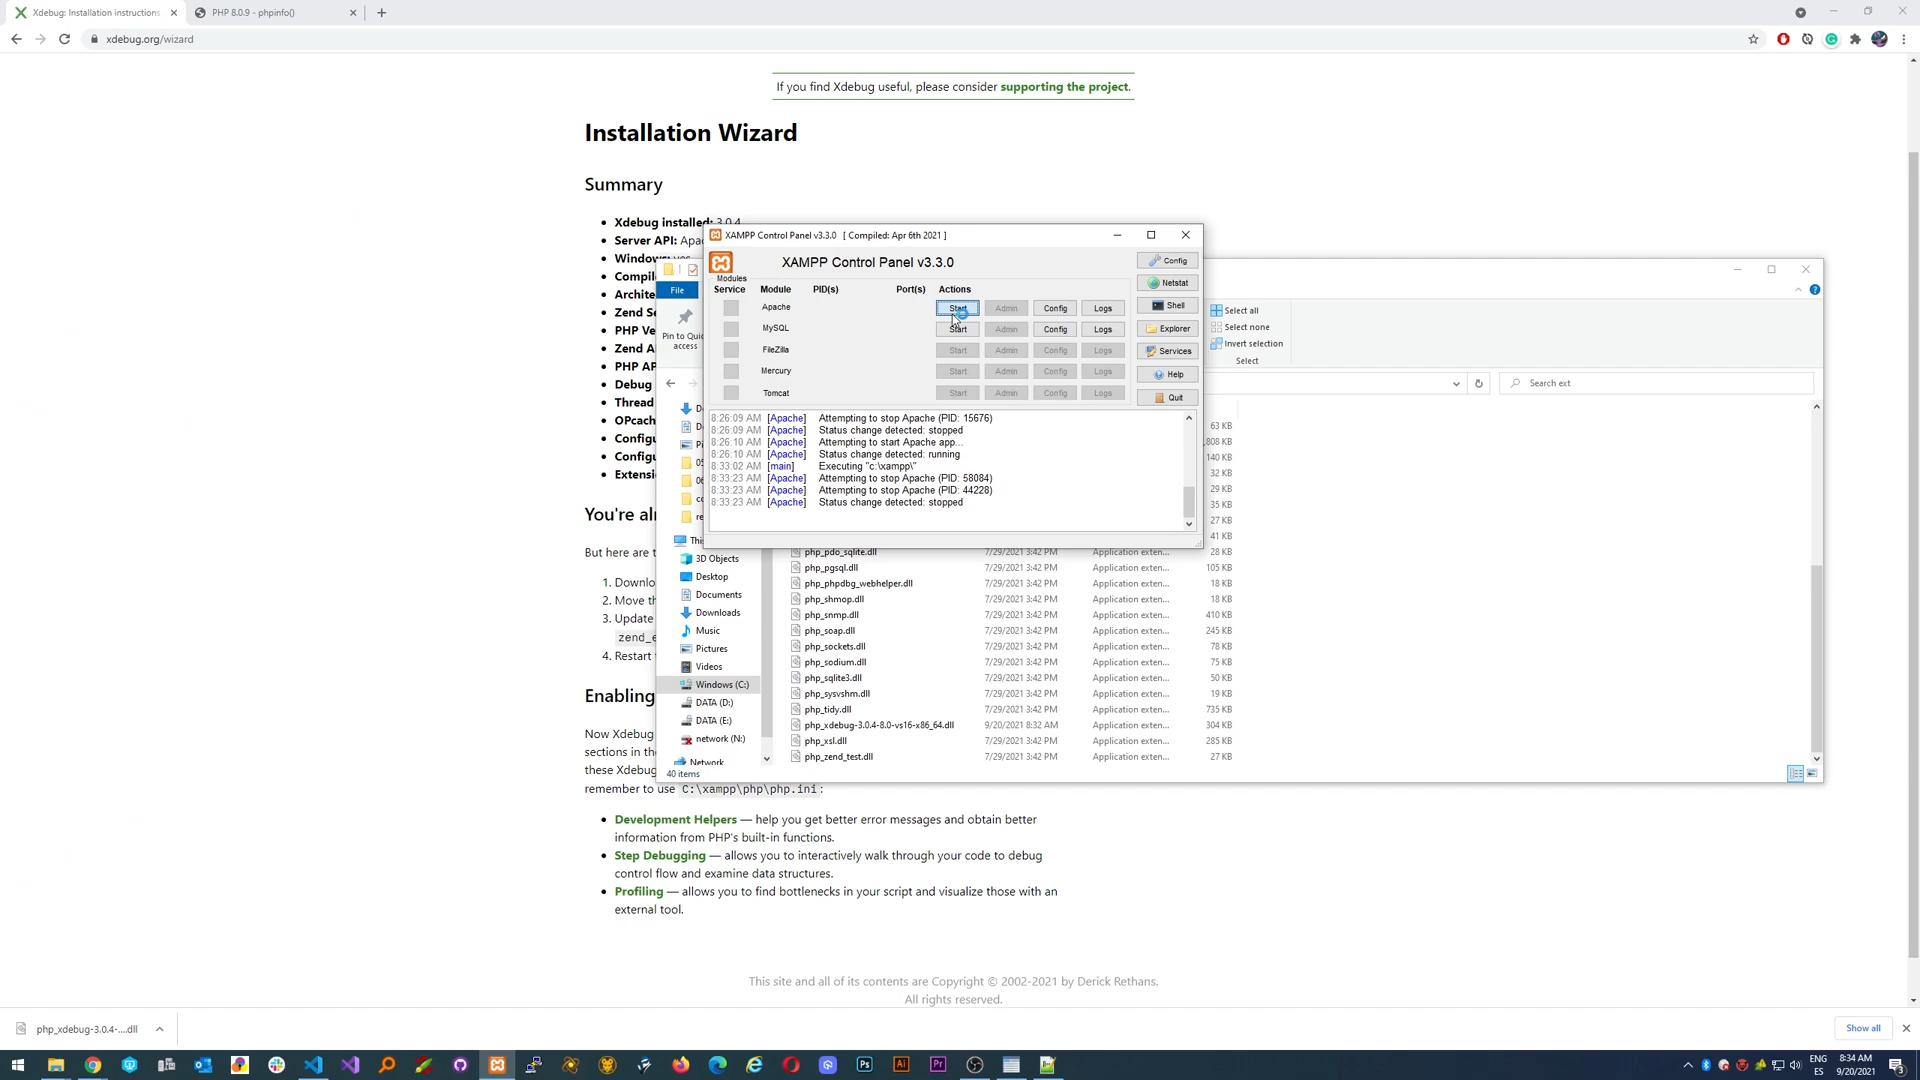 Xdebug: Installation instructions
PHP 8.0.9 - phpinfo()
xdebug.org/wizard
If you find Xdebug useful, please consider supporting the project.
Installation Wizard
Summary
Xdebug installed: 3.0.4
Server API: Apac
Windows: yes
Compil
Archite
Zend Se
PHP Ve
Zend A
PHP AP
Debug
Thread
OPcach
Configu
Configu
Extensi
You're al
But here are t
1. Downlo
2. Move th
3. Update
zend_e
4. Restart
Enabling
Now Xdebug
sections in the
these Xdebug
remember to use C:\xampp\php\php.ini:
Development Helpers — help you get better error messages and obtain better
information from PHP's built-in functions.
Step Debugging — allows you to interactively walk through your code to debug
control flow and examine data structures.
Profiling — allows you to find bottlenecks in your script and visualize those with an
external tool.
This site and all of its contents are Copyright © 2002-2021 by Derick Rethans.
All rights reserved.
XAMPP Control Panel v3.3.0 [ Compiled: Apr 6th 2021 ]
XAMPP Control Panel v3.3.0
Modules
Service Module PID(s) Port(s) Actions
Apache Start Admin Config Logs
MySQL Start Admin Config Logs
FileZilla Start Admin Config Logs
Mercury Start Admin Config Logs
Tomcat Start Admin Config Logs
Config
Netstat
Shell
Explorer
Services
Help
Quit
8:26:09 AM [Apache] Attempting to stop Apache (PID: 15676)
8:26:09 AM [Apache] Status change detected: stopped
8:26:10 AM [Apache] Attempting to start Apache app...
8:26:10 AM [Apache] Status change detected: running
8:33:02 AM [main] Executing "c:\xampp\"
8:33:23 AM [Apache] Attempting to stop Apache (PID: 58084)
8:33:23 AM [Apache] Attempting to stop Apache (PID: 44228)
8:33:23 AM [Apache] Status change detected: stopped
File
Pin to Quic
access
Select all
Select none
Invert selection
Select
Search ext
De
Do
Pi
05
06
co
re
This
3D Objects
Desktop
Documents
Downloads
Music
Pictures
Videos
Windows (C:)
DATA (D:)
DATA (E:)
network (N:)
Network
63 KB
,808 KB
140 KB
32 KB
29 KB
35 KB
27 KB
41 KB
php_pdo_sqlite.dll 7/29/2021 3:42 PM Application exten... 28 KB
php_pgsql.dll 7/29/2021 3:42 PM Application exten... 105 KB
php_phpdbg_webhelper.dll 7/29/2021 3:42 PM Application exten... 18 KB
php_shmop.dll 7/29/2021 3:42 PM Application exten... 18 KB
php_snmp.dll 7/29/2021 3:42 PM Application exten... 410 KB
php_soap.dll 7/29/2021 3:42 PM Application exten... 245 KB
php_sockets.dll 7/29/2021 3:42 PM Application exten... 78 KB
php_sodium.dll 7/29/2021 3:42 PM Application exten... 75 KB
php_sqlite3.dll 7/29/2021 3:42 PM Application exten... 50 KB
php_sysvshm.dll 7/29/2021 3:42 PM Application exten... 19 KB
php_tidy.dll 7/29/2021 3:42 PM Application exten... 735 KB
php_xdebug-3.0.4-8.0-vs16-x86_64.dll 9/20/2021 8:32 AM Application exten... 304 KB
php_xsl.dll 7/29/2021 3:42 PM Application exten... 285 KB
php_zend_test.dll 7/29/2021 3:42 PM Application exten... 27 KB
40 items
php_xdebug-3.0.4-....dll
Show all
ENG
ES
8:34 AM
9/20/2021
3